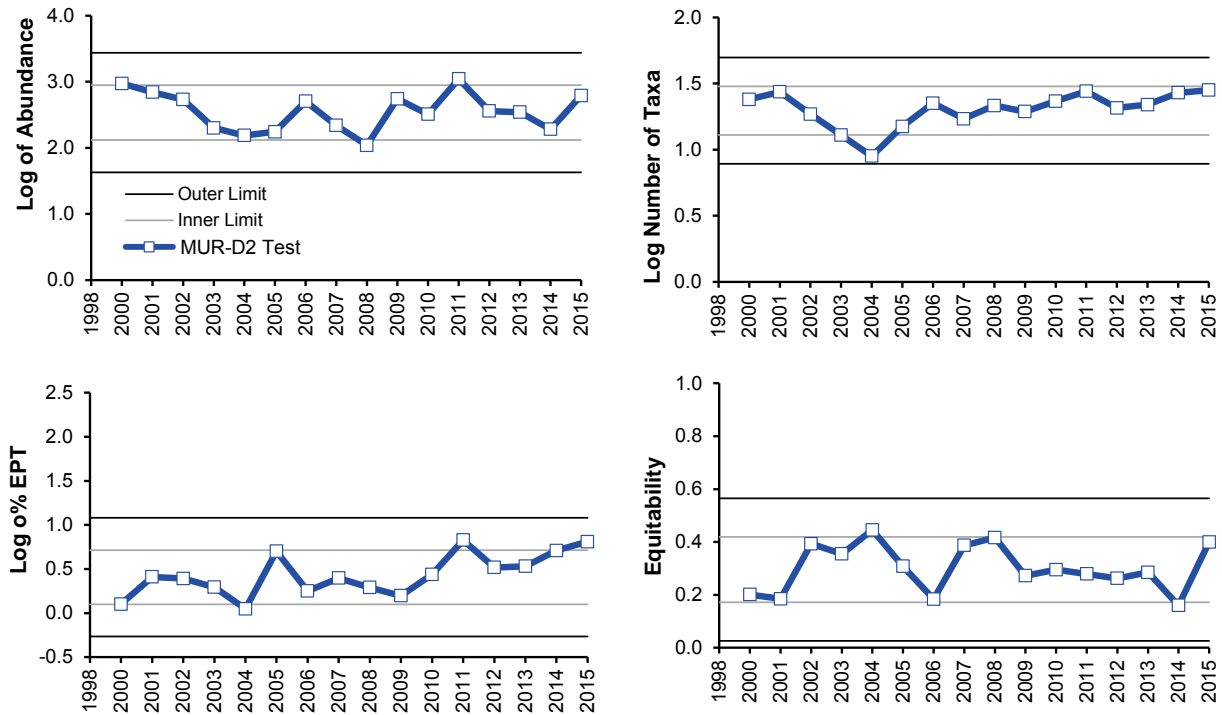 Log of Abundance
4.0
3.0
2.0
1.0
0.0
Outer Limit
Inner Limit
MUR-D2 Test
1998 2000 2001 2002 2003 2004 2005 2006 2007 2008 2009 2010 2011 2012 2013 2014 2015
Log Number of Taxa
2.0
1.5
1.0
0.5
0.0
1998 2000 2001 2002 2003 2004 2005 2006 2007 2008 2009 2010 2011 2012 2013 2014 2015
Log o% EPT
2.5
2.0
1.5
1.0
0.5
0.0
-0.5
1998 2000 2001 2002 2003 2004 2005 2006 2007 2008 2009 2010 2011 2012 2013 2014 2015
Equitability
1.0
0.8
0.6
0.4
0.2
0.0
1998 2000 2001 2002 2003 2004 2005 2006 2007 2008 2009 2010 2011 2012 2013 2014 2015